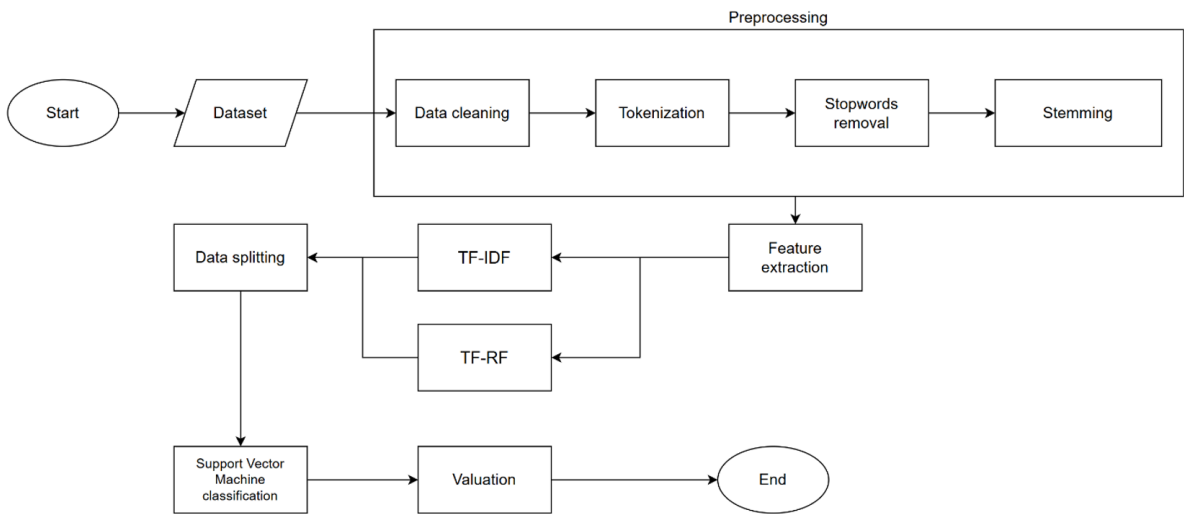 Preprocessing
Start
Dataset
Data cleaning
Tokenization
Stopwords
removal
Stemming
Feature
extraction
TF-IDF
Data splitting
TF-RF
Support Vector
Machine
classification
Valuation
End